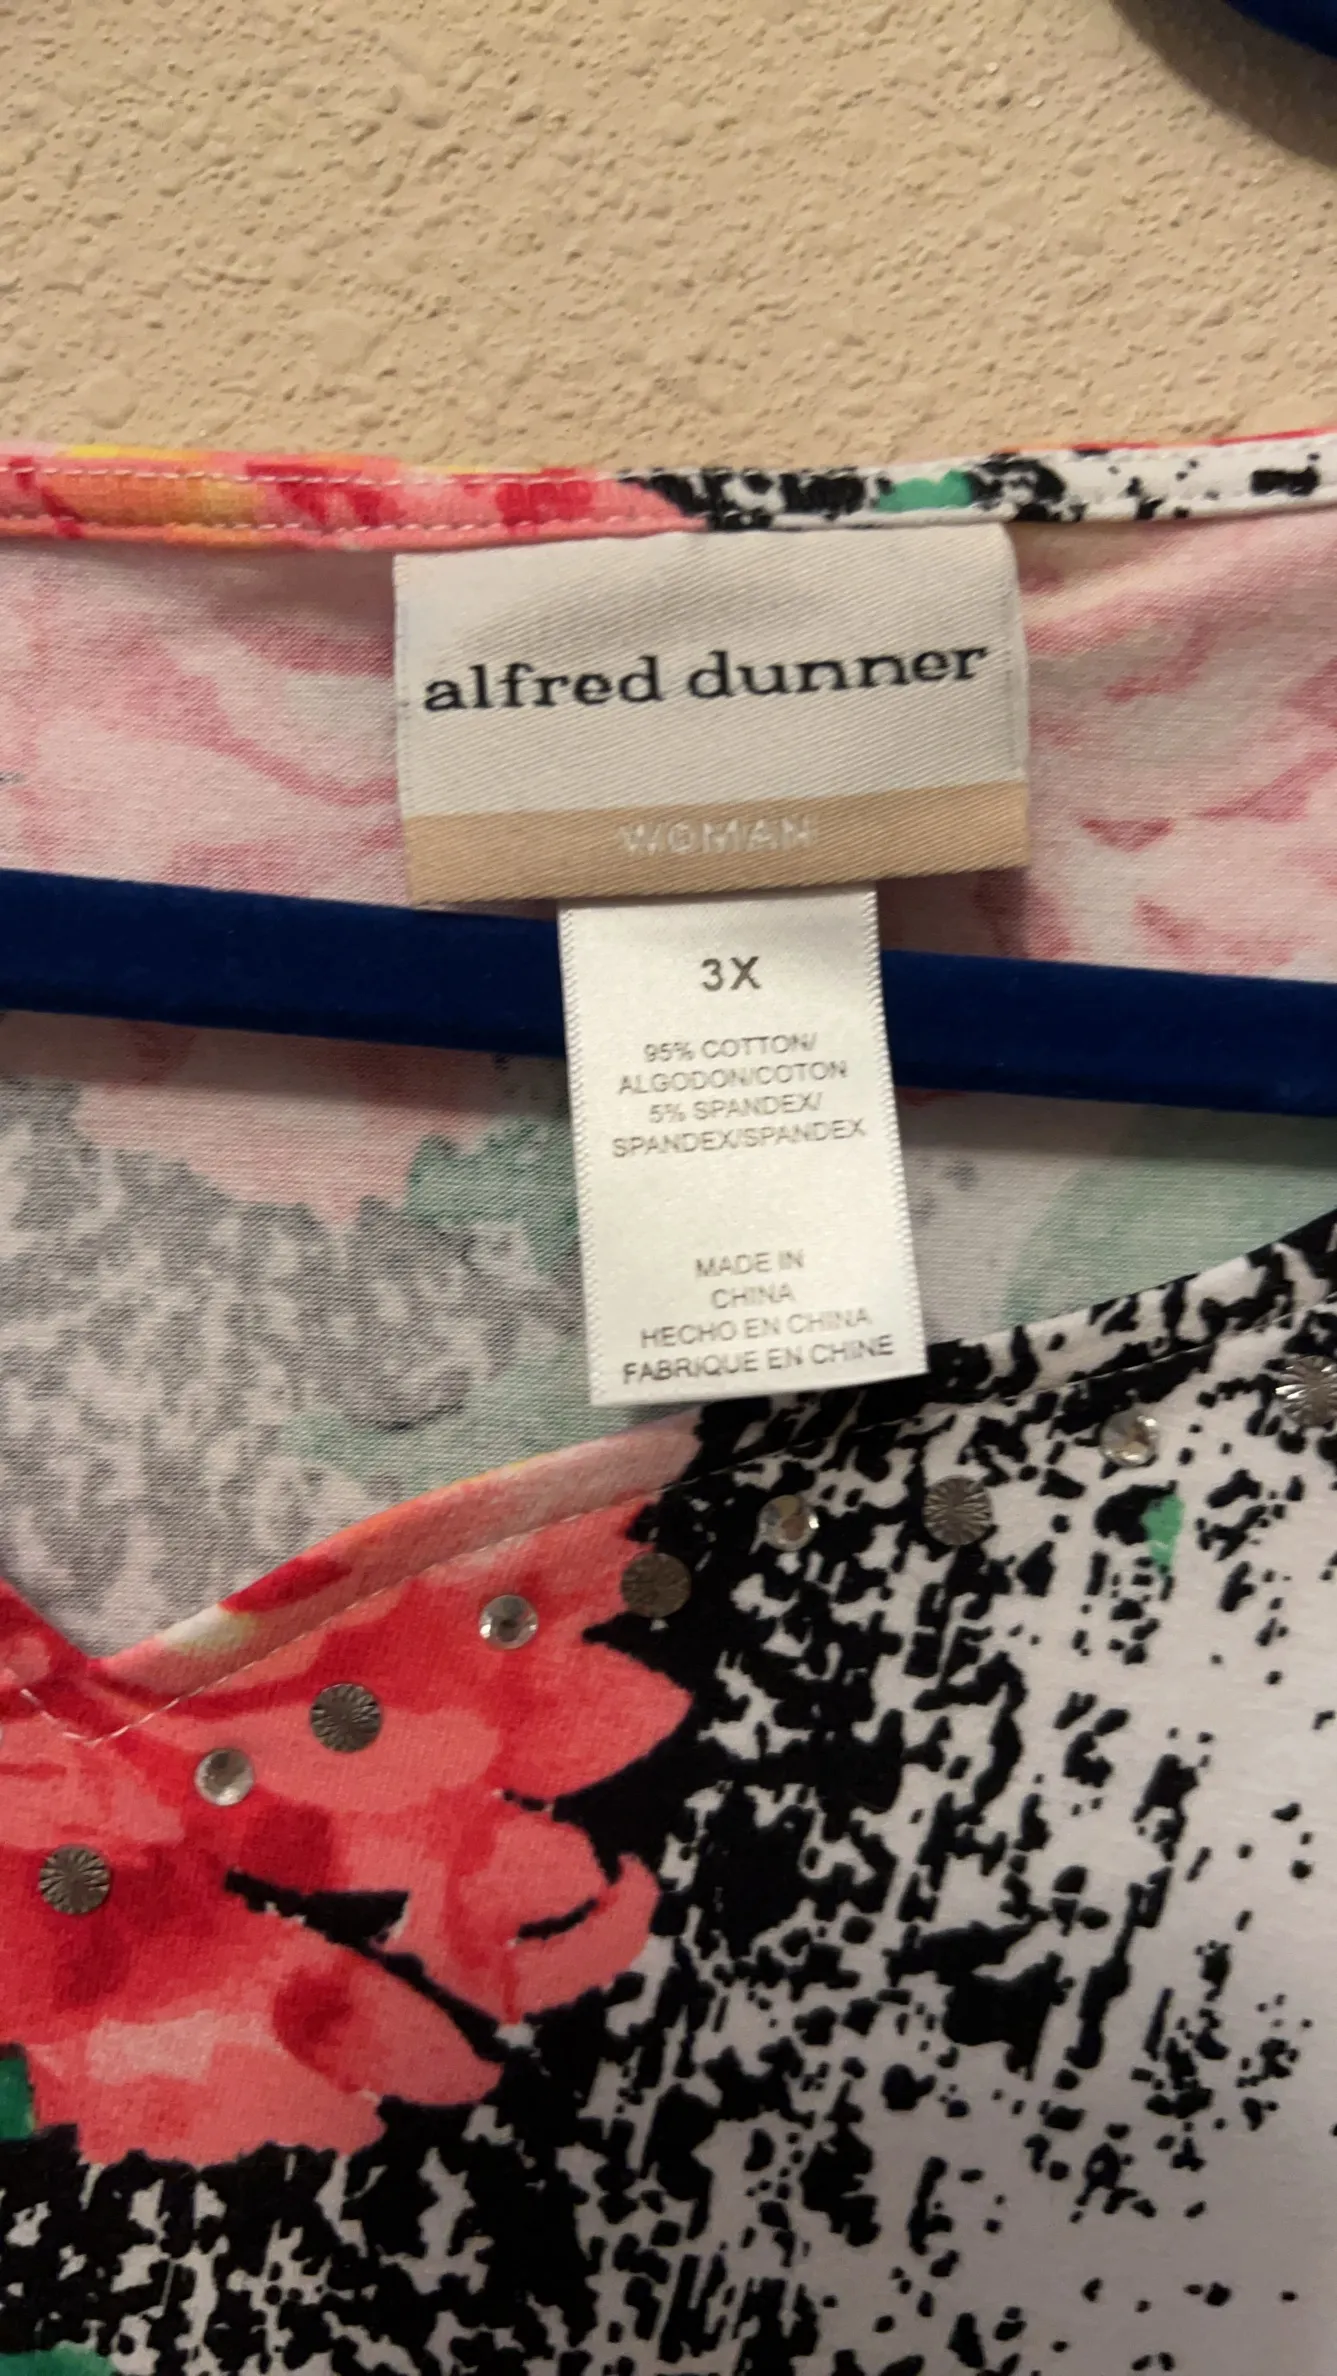 alfred dunner
WOMAN
3X
95% COTTON/
ALGODON/COTON
5% SPANDEX/
SPANDEX/SPANDEX
MADE IN
CHINA
HECHO EN CHINA
FABRIQUE EN CHINE